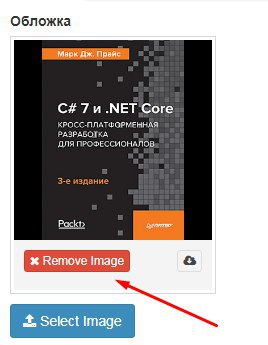 Обложка
Марк Дж. Прайс
C# 7 и .NET Core
КРОСС-ПЛАТФОРМЕННАЯ
РАЗРАБОТКА
ДЛЯ ПРОФЕССИОНАЛОВ
3-е издание
Packt>
ПИТЕР
Remove Image
Select Image